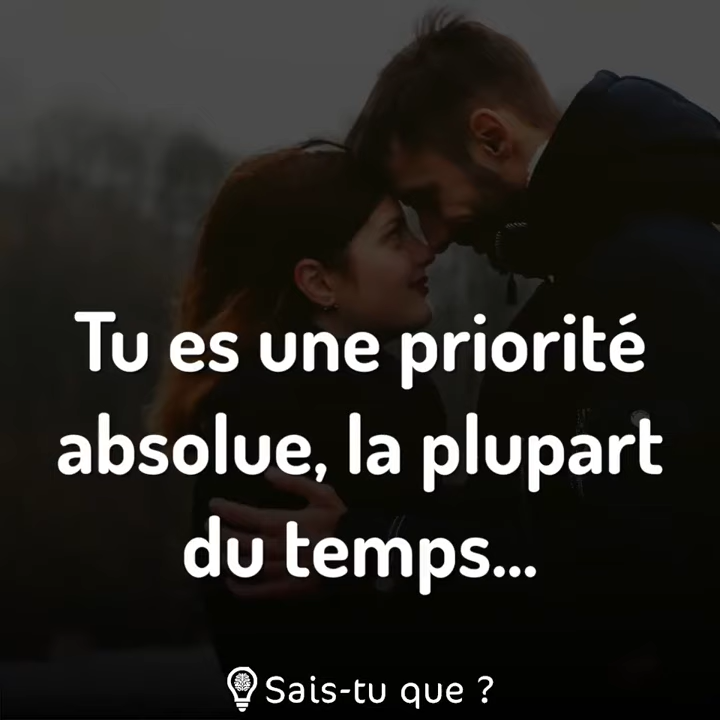 Tu es une priorité
absolue, la plupart
du temps...
Sais-tu que ?